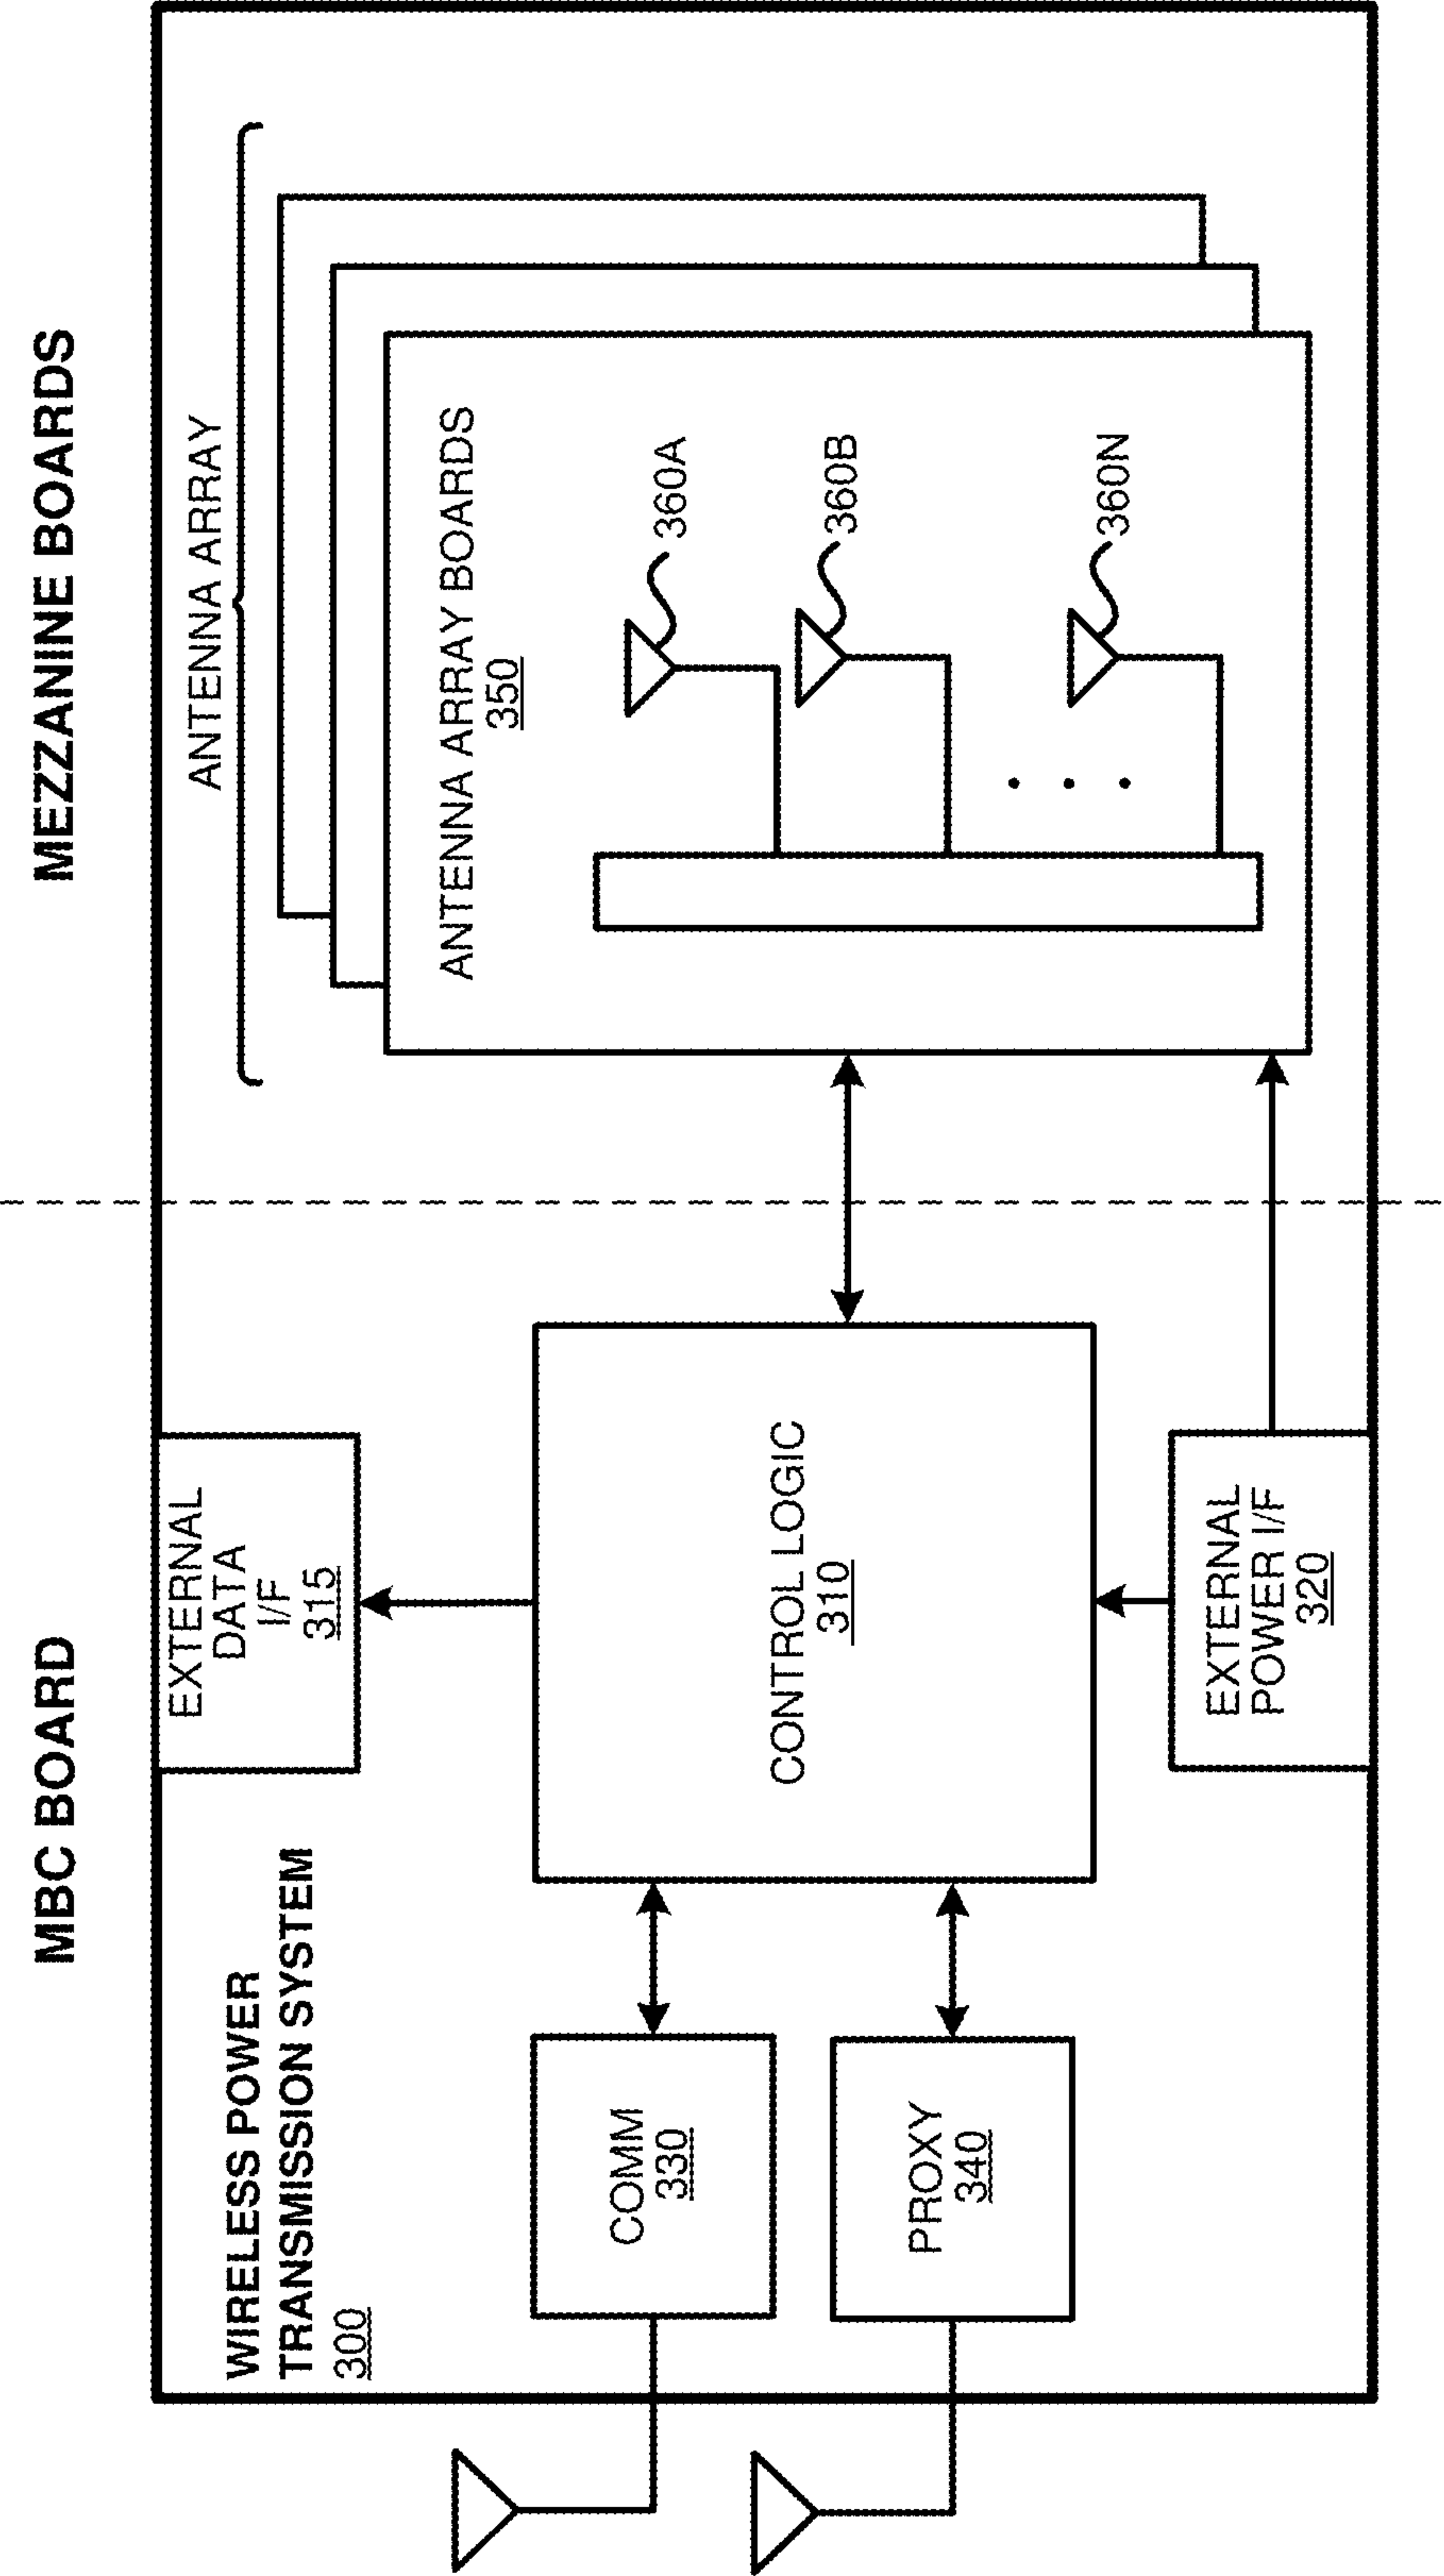 MBC BOARD
MEZZANINE BOARDS
WIRELESS POWER
TRANSMISSION SYSTEM
300
EXTERNAL
DATA
I/F
315
ANTENNA ARRAY
ANTENNA ARRAY BOARDS
350
360A
360B
360N
COMM
330
PROXY
340
CONTROL LOGIC
310
EXTERNAL
POWER I/F
320